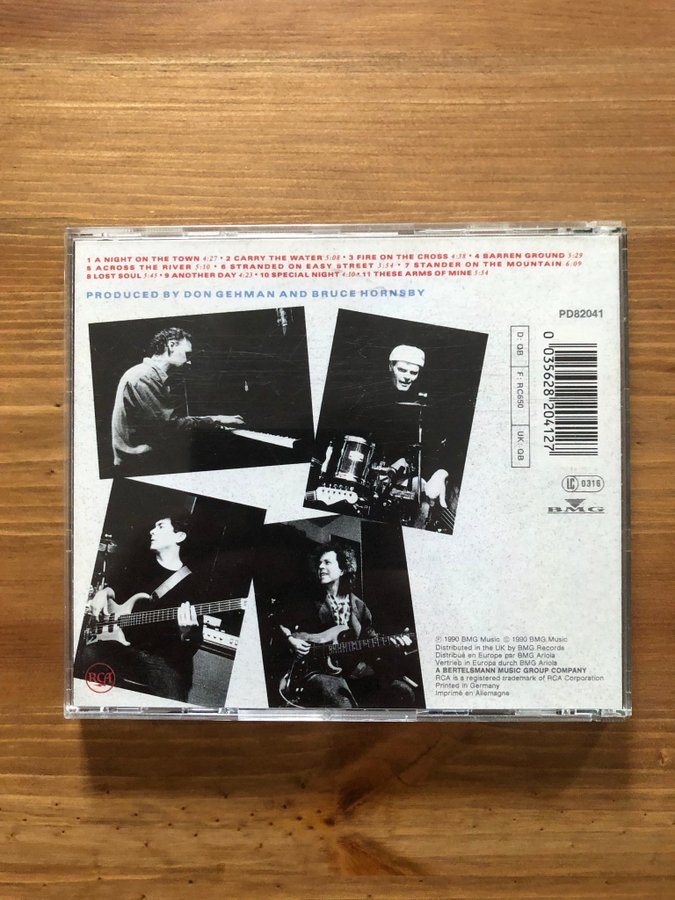 1 A NIGHT ON THE TOWN 4:27 • 2 CARRY THE WATER 5:08 • 3 FIRE ON THE CROSS 4:38 • 4 BARREN GROUND 5:29
5 ACROSS THE RIVER 5:10 • 6 STRANDED ON EASY STREET 3:54 • 7 STANDER ON THE MOUNTAIN 6:09
8 LOST SOUL 5:45 • 9 ANOTHER DAY 4:23 • 10 SPECIAL NIGHT 4:10 • 11 THESE ARMS OF MINE 5:54
PRODUCED BY DON GEHMAN AND BRUCE HORNSBY
PD82041
D: QB
F: RC650
UK: QB
0 035628 204127
LC 0316
BMG
RCA
℗ 1990 BMG Music © 1990 BMG Music
Distributed in the UK by BMG Records
Distribué en Europe par BMG Ariola
Vertrieb in Europa durch BMG Ariola
A BERTELSMANN MUSIC GROUP COMPANY
RCA is a registered trademark of RCA Corporation
Printed in Germany
Imprimé en Allemagne